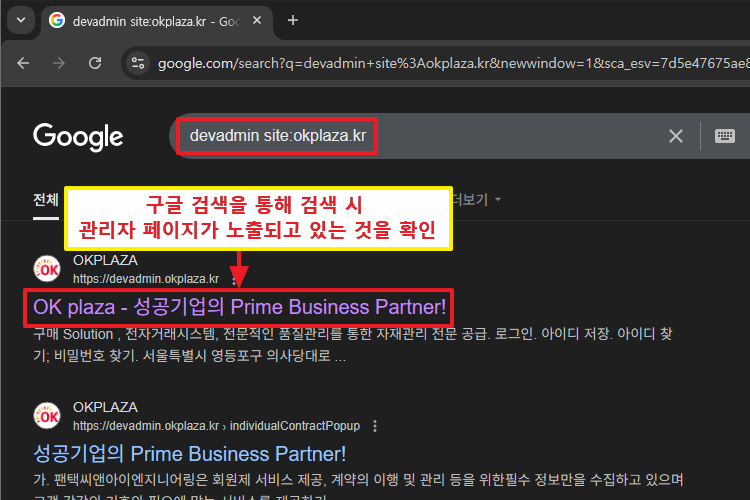 devadmin site:okplaza.kr - Goo
google.com/search?q=devadmin+site%3Aokplaza.kr&newwindow=1&sca_esv=7d5e47675ae8
Google
devadmin site:okplaza.kr
전체
더보기
구글 검색을 통해 검색 시
관리자 페이지가 노출되고 있는 것을 확인
OK
OKPLAZA
https://devadmin.okplaza.kr
OK plaza - 성공기업의 Prime Business Partner!
구매 Solution , 전자거래시스템, 전문적인 품질관리를 통한 자재관리 전문 공급. 로그인. 아이디 저장. 아이디 찾
기; 비밀번호 찾기. 서울특별시 영등포구 의사당대로 ...
OK
OKPLAZA
https://devadmin.okplaza.kr › individualContractPopup
성공기업의 Prime Business Partner!
가. 팬택씨앤아이엔지니어링은 회원제 서비스 제공, 계약의 이행 및 관리 등을 위한필수 정보만을 수집하고 있으며